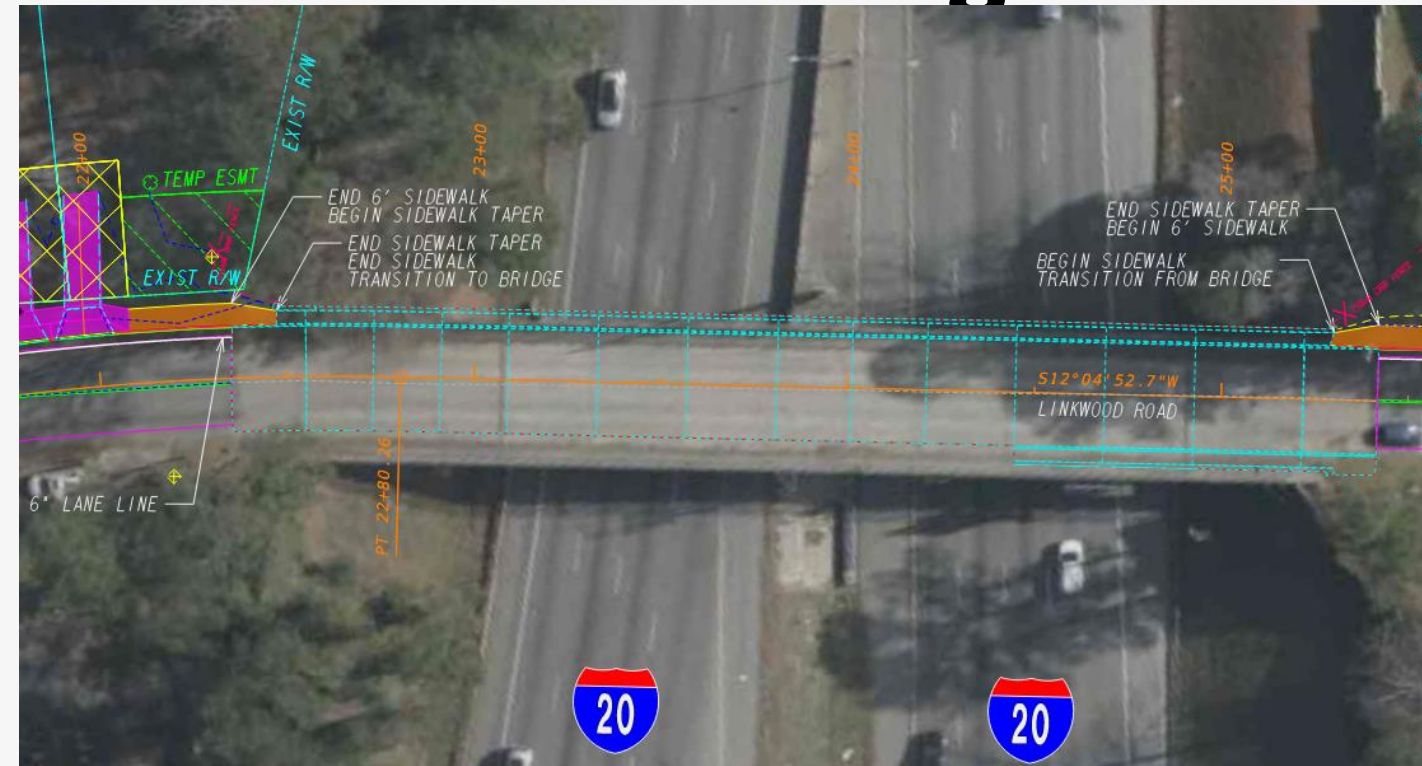 22+00
EXIST R/W
23+00
24+00
25+00
TEMP ESMT
END 6' SIDEWALK
BEGIN SIDEWALK TAPER
END SIDEWALK TAPER
BEGIN 6' SIDEWALK
END SIDEWALK TAPER
END SIDEWALK
TRANSITION TO BRIDGE
BEGIN SIDEWALK
TRANSITION FROM BRIDGE
EXIST R/W
S12°04'52.7"W
LINKWOOD ROAD
PT 22+80.26
6" LANE LINE
20
20